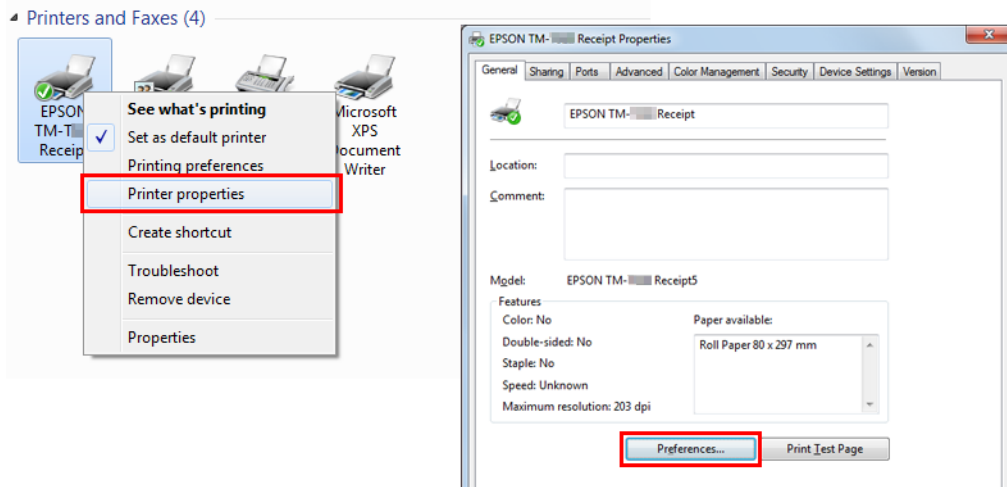 Printers and Faxes (4)
EPSON
TM-T
Receip
Microsoft
XPS
Document
Writer
See what's printing
Set as default printer
Printing preferences
Printer properties
Create shortcut
Troubleshoot
Remove device
Properties
EPSON TM- Receipt Properties
General Sharing Ports Advanced Color Management Security Device Settings Version
EPSON TM- Receipt
Location:
Comment:
Model: EPSON TM- Receipt5
Features
Color: No
Paper available:
Double-sided: No
Roll Paper 80 x 297 mm
Staple: No
Speed: Unknown
Maximum resolution: 203 dpi
Preferences... Print Test Page